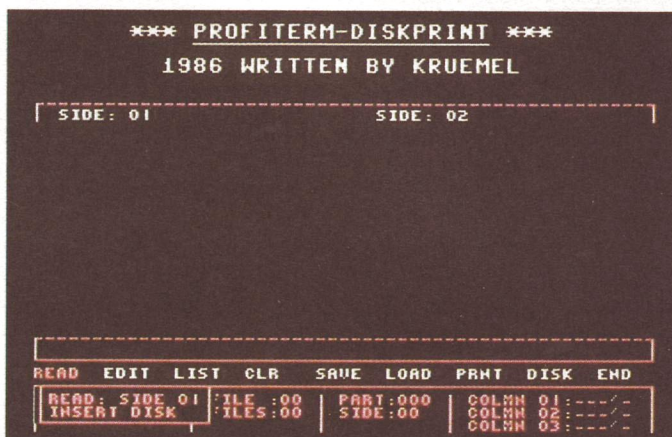 *** PROFITERM-DISKPRINT ***
1986 WRITTEN BY KRUEMEL
SIDE: 01 SIDE: 02
READ EDIT LIST CLR SAVE LOAD PRNT DISK END
READ: SIDE 01 ILE :00 PART:000 COLMN 01:---/-
INSERT DISK ILES:00 SIDE:00 COLMN 02:---/-
COLMN 03:---/-